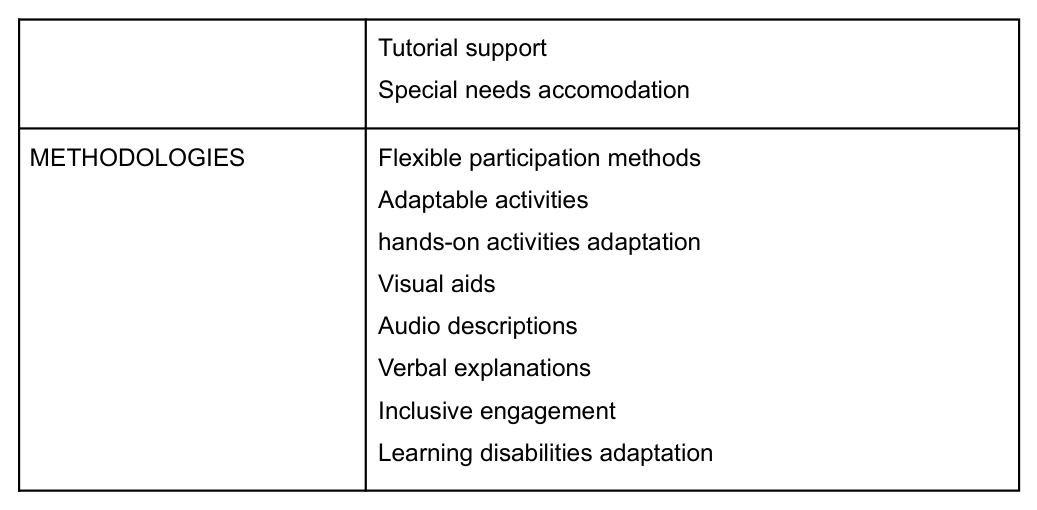 Tutorial support
Special needs accomodation
METHODOLOGIES
Flexible participation methods
Adaptable activities
hands-on activities adaptation
Visual aids
Audio descriptions
Verbal explanations
Inclusive engagement
Learning disabilities adaptation